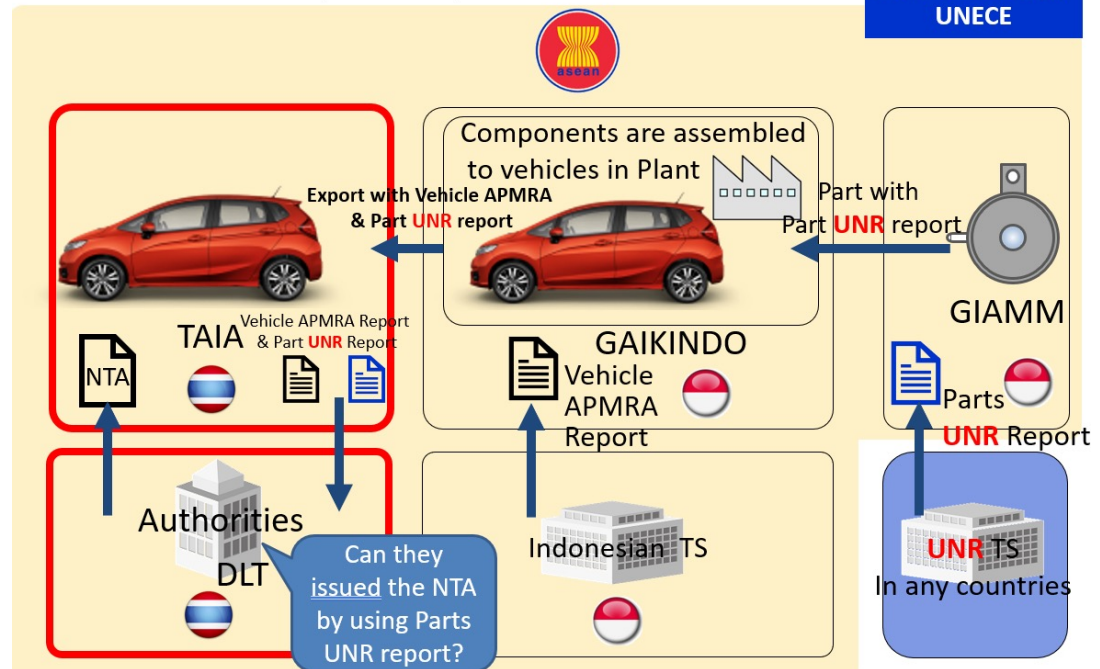 UNECE
asean
Components are assembled
to vehicles in Plant
Export with Vehicle APMRA
& Part UNR report
Part with
Part UNR report
GIAMM
TAIA
Vehicle APMRA Report
& Part UNR Report
NTA
GAIKINDO
Vehicle
APMRA
Report
Parts
UNR Report
Authorities
DLT
Can they
issued the NTA
by using Parts
UNR report?
Indonesian TS
UNR TS
In any countries